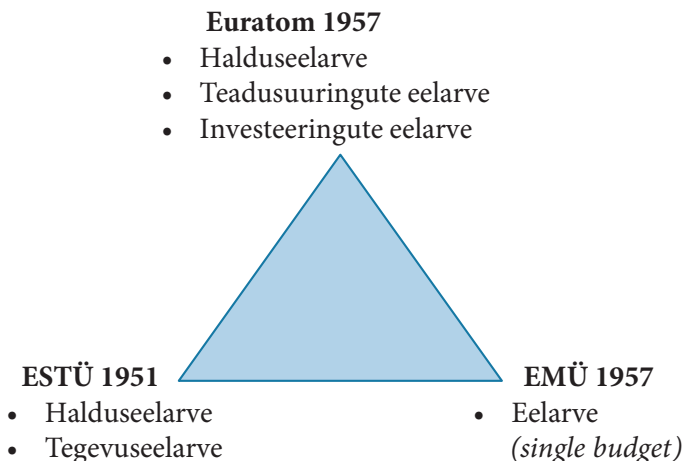 Euratom 1957
• Halduseelarve
• Teadusuuringute eelarve
• Investeeringute eelarve
ESTÜ 1951
• Halduseelarve
• Tegevuseelarve
EMÜ 1957
• Eelarve
(single budget)